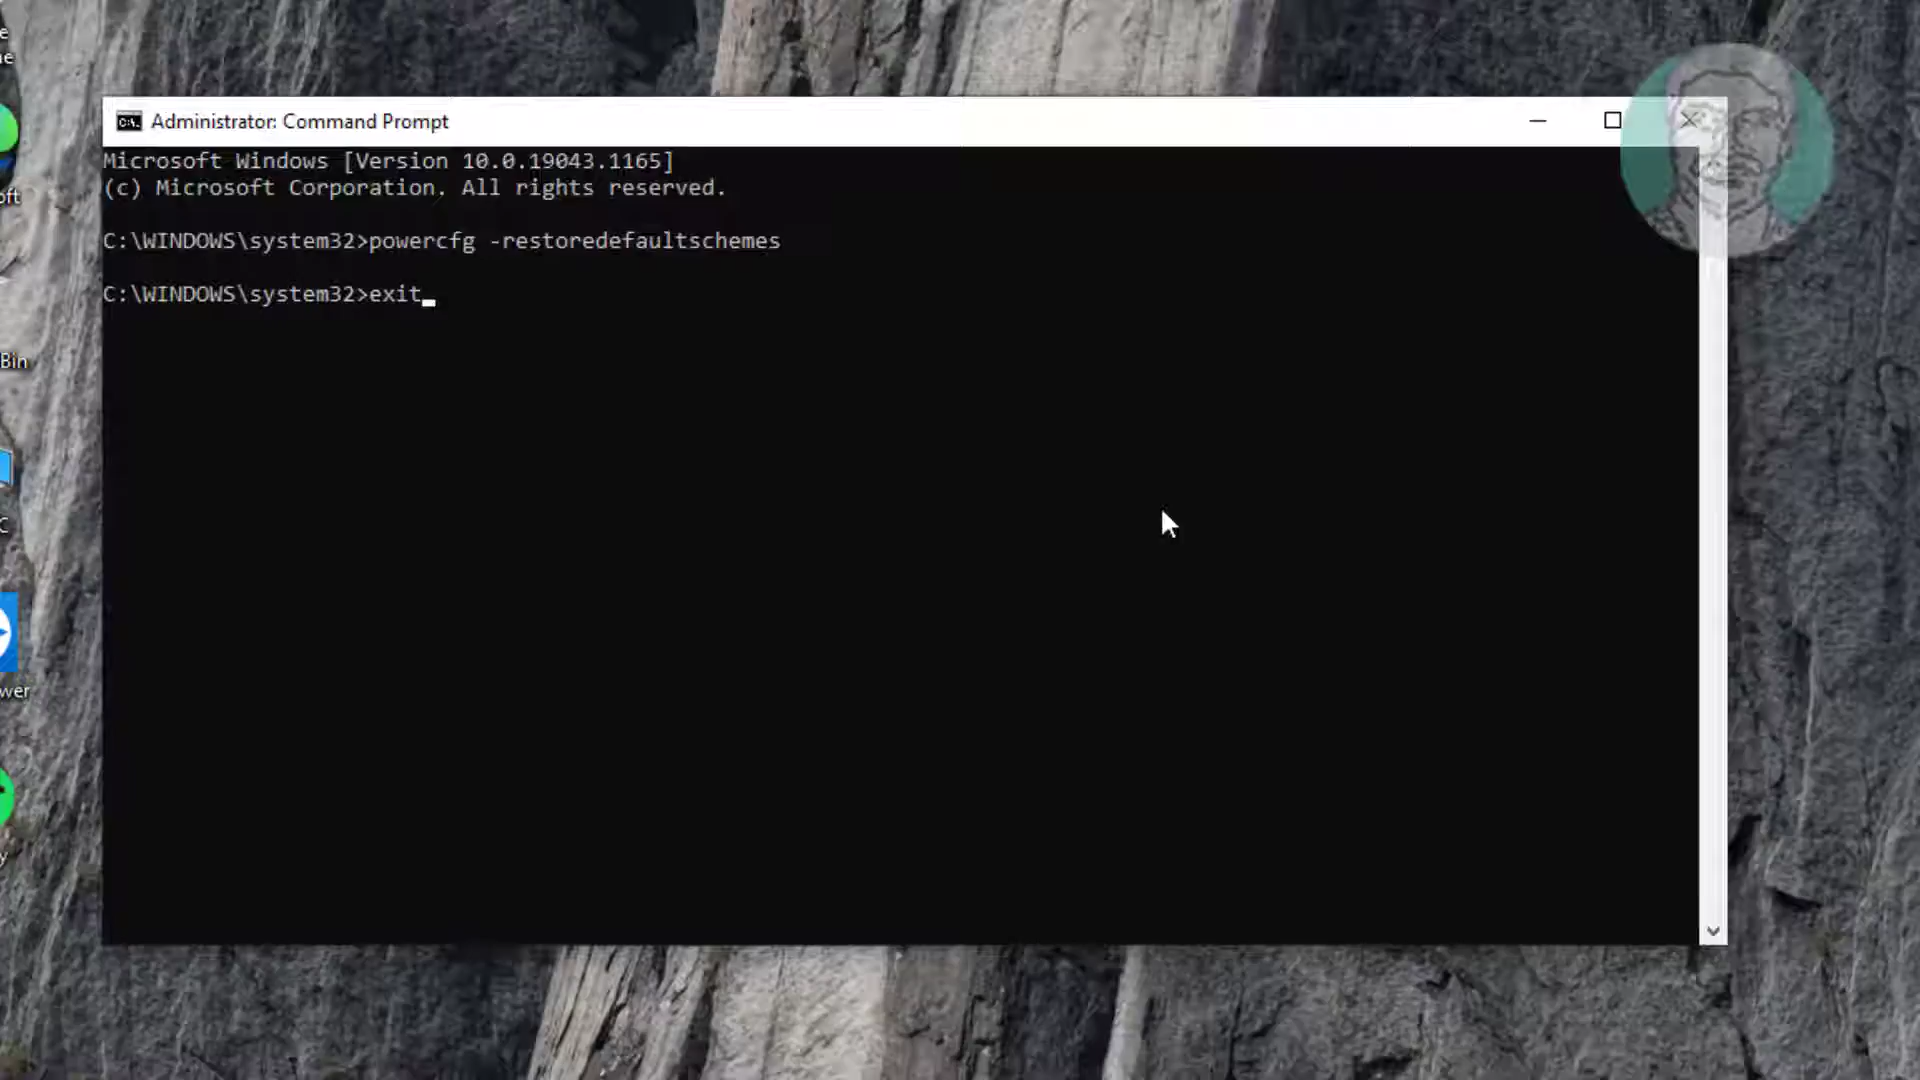 Administrator: Command Prompt
Microsoft Windows [Version 10.0.19043.1165]
(c) Microsoft Corporation. All rights reserved.
C:\WINDOWS\system32>powercfg -restoredefaultschemes
C:\WINDOWS\system32>exit
e
e
oft
Bin
C
wer
y